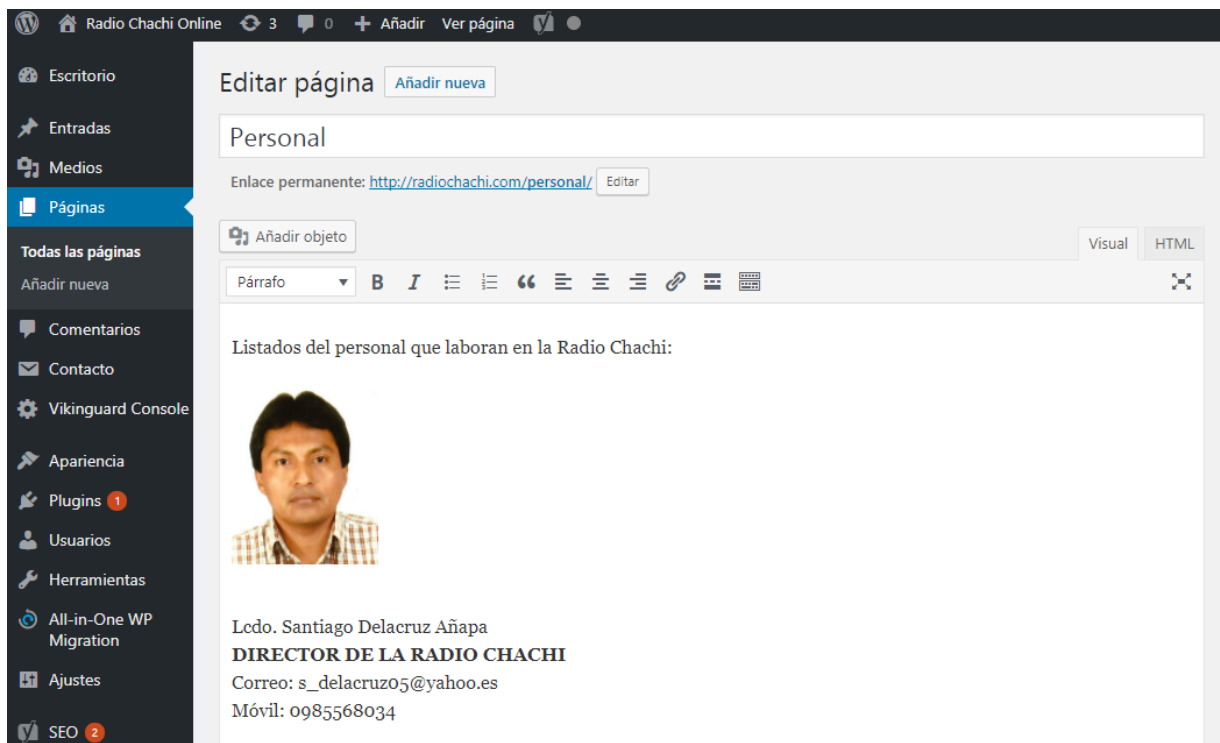 Radio Chachi Online 3 0 Añadir Ver página
Escritorio
Entradas
Medios
Páginas
Todas las páginas
Añadir nueva
Comentarios
Contacto
Vikinguard Console
Apariencia
Plugins 1
Usuarios
Herramientas
All-in-One WP
Migration
Ajustes
SEO 2
Editar página Añadir nueva
Personal
Enlace permanente: http://radiochachi.com/personal/ Editar
Añadir objeto
Visual HTML
Párrafo
Listados del personal que laboran en la Radio Chachi:
Lcdo. Santiago Delacruz Añapa
DIRECTOR DE LA RADIO CHACHI
Correo: s_delacruz05@yahoo.es
Móvil: 0985568034